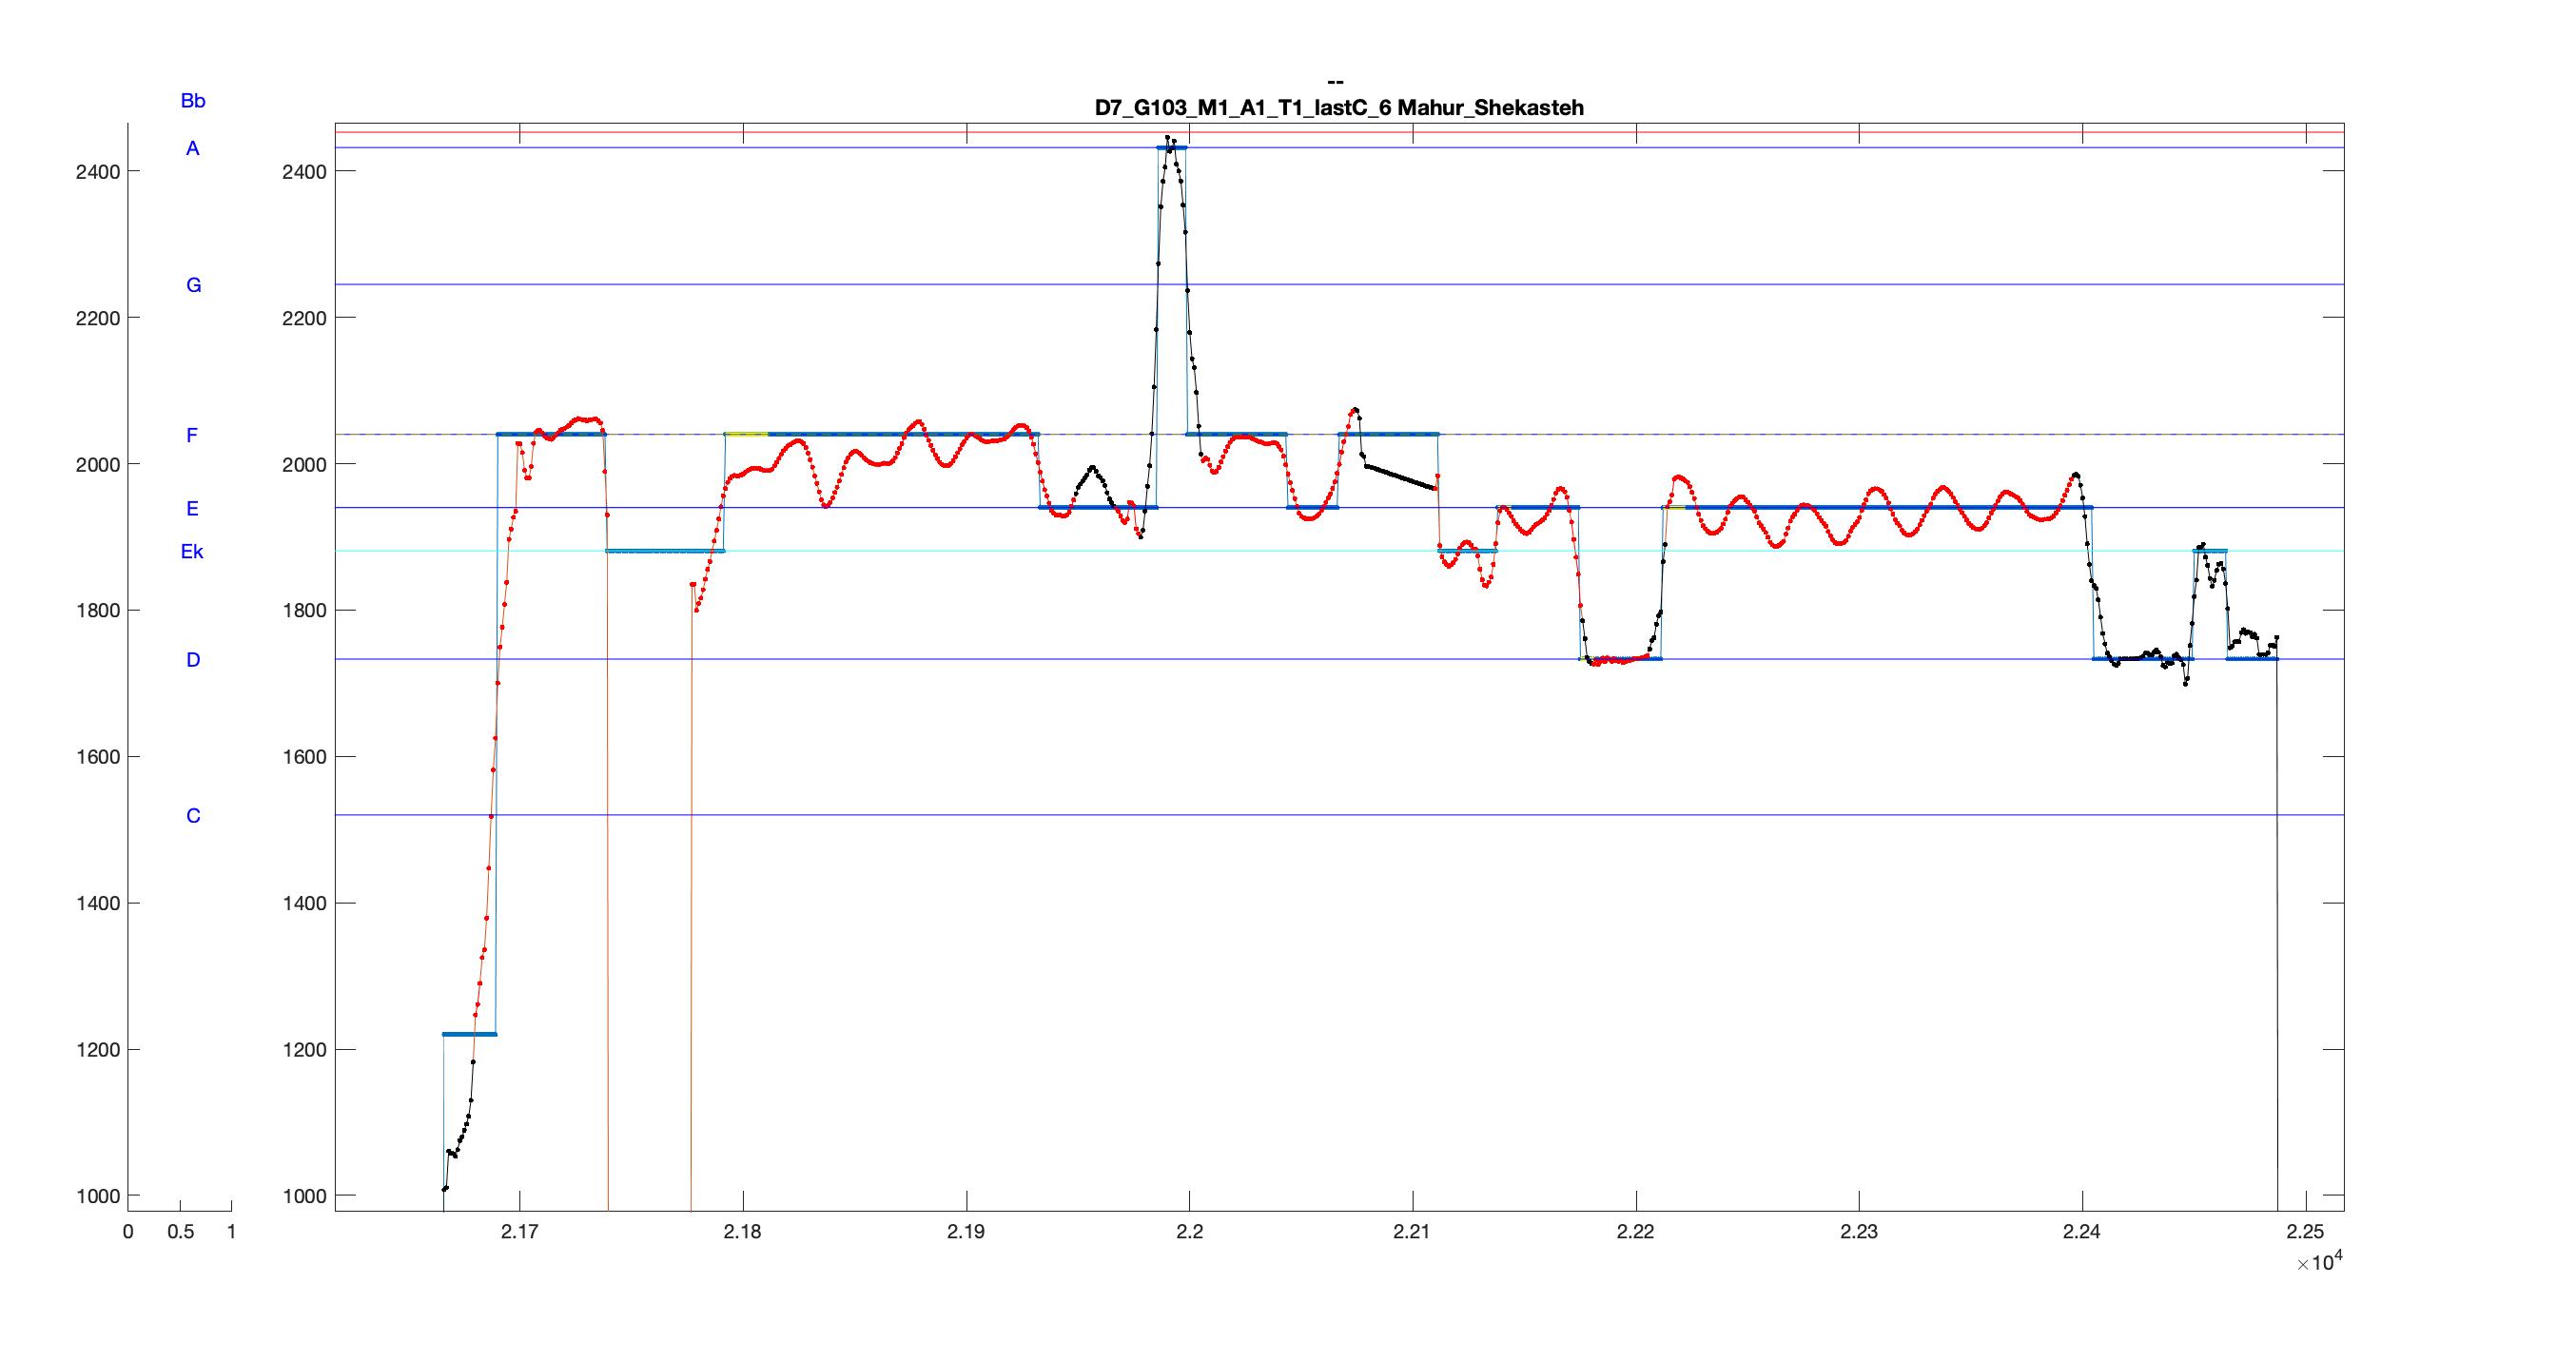 --
D7_G103_M1_A1_T1_lastC_6 Mahur_Shekasteh
Bb
A
2400 2400
G
2200 2200
F
2000 2000
E
Ek
1800 1800
D
1600 1600
C
1400 1400
1200 1200
1000 1000
0 0.5 1 2.17 2.18 2.19 2.2 2.21 2.22 2.23 2.24 2.25
×10⁴